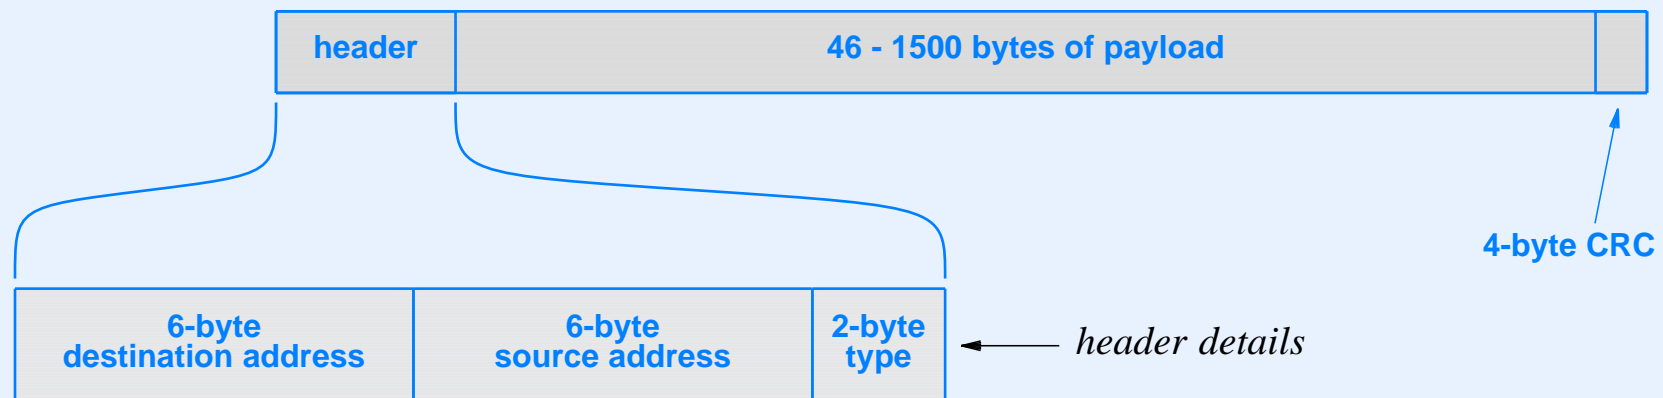 header
46 - 1500 bytes of payload
4-byte CRC
6-byte
destination address
6-byte
source address
2-byte
type
header details